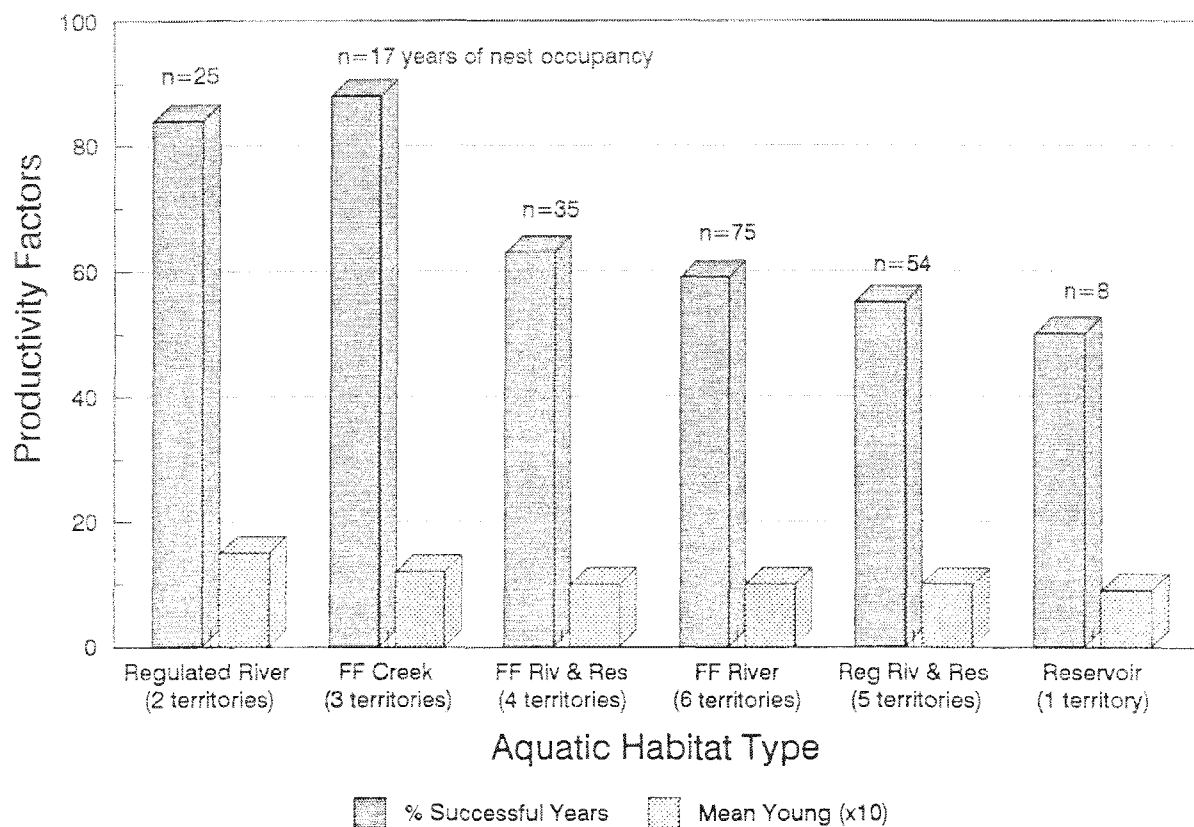 Productivity Factors
100
80
60
40
20
0
n=25
n=17 years of nest occupancy
n=35
n=75
n=54
n=8
Regulated River
(2 territories)
FF Creek
(3 territories)
FF Riv & Res
(4 territories)
FF River
(6 territories)
Reg Riv & Res
(5 territories)
Reservoir
(1 territory)
Aquatic Habitat Type
% Successful Years
Mean Young (x10)